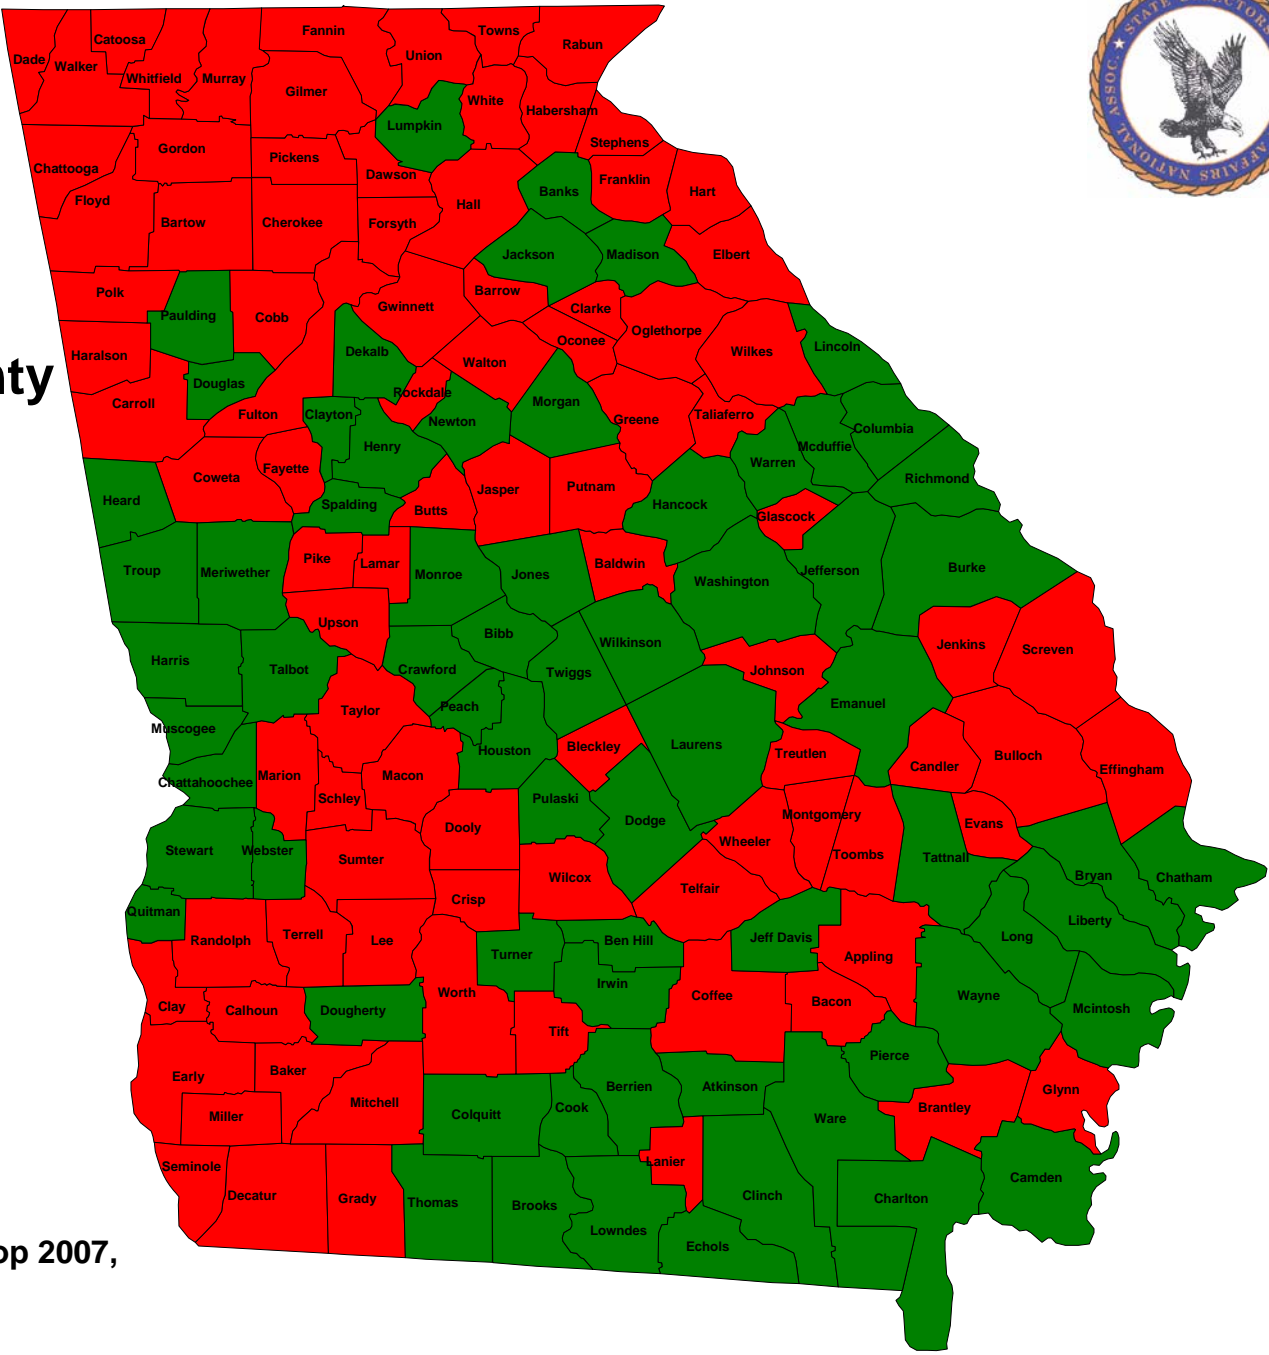 STATE
ASSOC.
NATIONAL
AFFAIRS
Fannin
Towns
Catoosa
Rabun
Union
Dade
Walker
Whitfield
Murray
Gilmer
White
Habersham
Lumpkin
Stephens
Gordon
Pickens
Chattooga
Dawson
Franklin
Banks
Hart
Floyd
Hall
Bartow
Cherokee
Forsyth
Jackson
Madison
Elbert
Polk
Barrow
Gwinnett
Clarke
Paulding
Cobb
Oglethorpe
Oconee
Lincoln
Dekalb
Wilkes
Haralson
Walton
nty
Douglas
Rockdale
Carroll
Morgan
Fulton
Clayton
Newton
Greene
Taliaferro
Columbia
Henry
Mcduffie
Warren
Fayette
Coweta
Richmond
Jasper
Putnam
Heard
Spalding
Butts
Hancock
Glascock
Pike
Lamar
Baldwin
Troup
Meriwether
Monroe
Jones
Washington
Jefferson
Burke
Upson
Bibb
Wilkinson
Jenkins
Screven
Harris
Talbot
Crawford
Twiggs
Johnson
Taylor
Peach
Emanuel
Muscogee
Houston
Bleckley
Laurens
Treutlen
Bulloch
Candler
Effingham
Chattahoochee
Marion
Macon
Schley
Pulaski
Dooly
Dodge
Montgomery
Evans
Stewart
Webster
Sumter
Wheeler
Toombs
Tattnall
Wilcox
Telfair
Bryan
Chatham
Crisp
Quitman
Liberty
Randolph
Terrell
Lee
Ben Hill
Jeff Davis
Long
Turner
Appling
Irwin
Worth
Coffee
Bacon
Wayne
Clay
Calhoun
Dougherty
Mcintosh
Tift
Pierce
Early
Baker
Berrien
Atkinson
Glynn
Mitchell
Miller
Colquitt
Cook
Ware
Brantley
Seminole
Lanier
Camden
Decatur
Grady
Thomas
Brooks
Clinch
Charlton
Lowndes
Echols
op 2007,